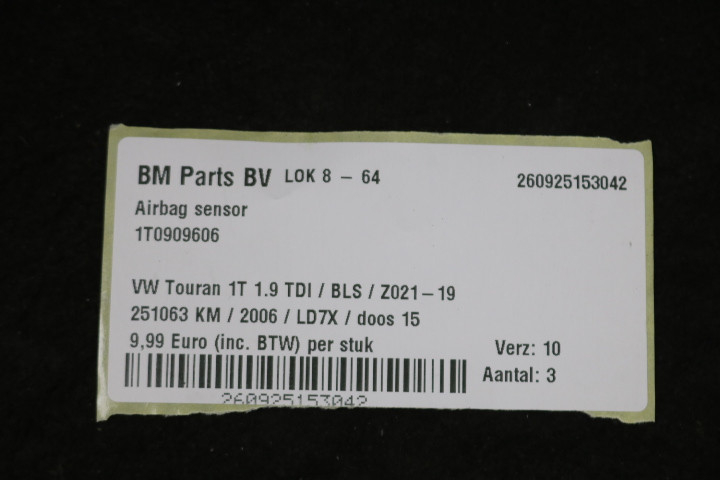 BM Parts BV LOK 8 - 64 260925153042
Airbag sensor
1T0909606
VW Touran 1T 1.9 TDI / BLS / Z021-19
251063 KM / 2006 / LD7X / doos 15
9,99 Euro (inc. BTW) per stuk Verz: 10
Aantal: 3
260925153042